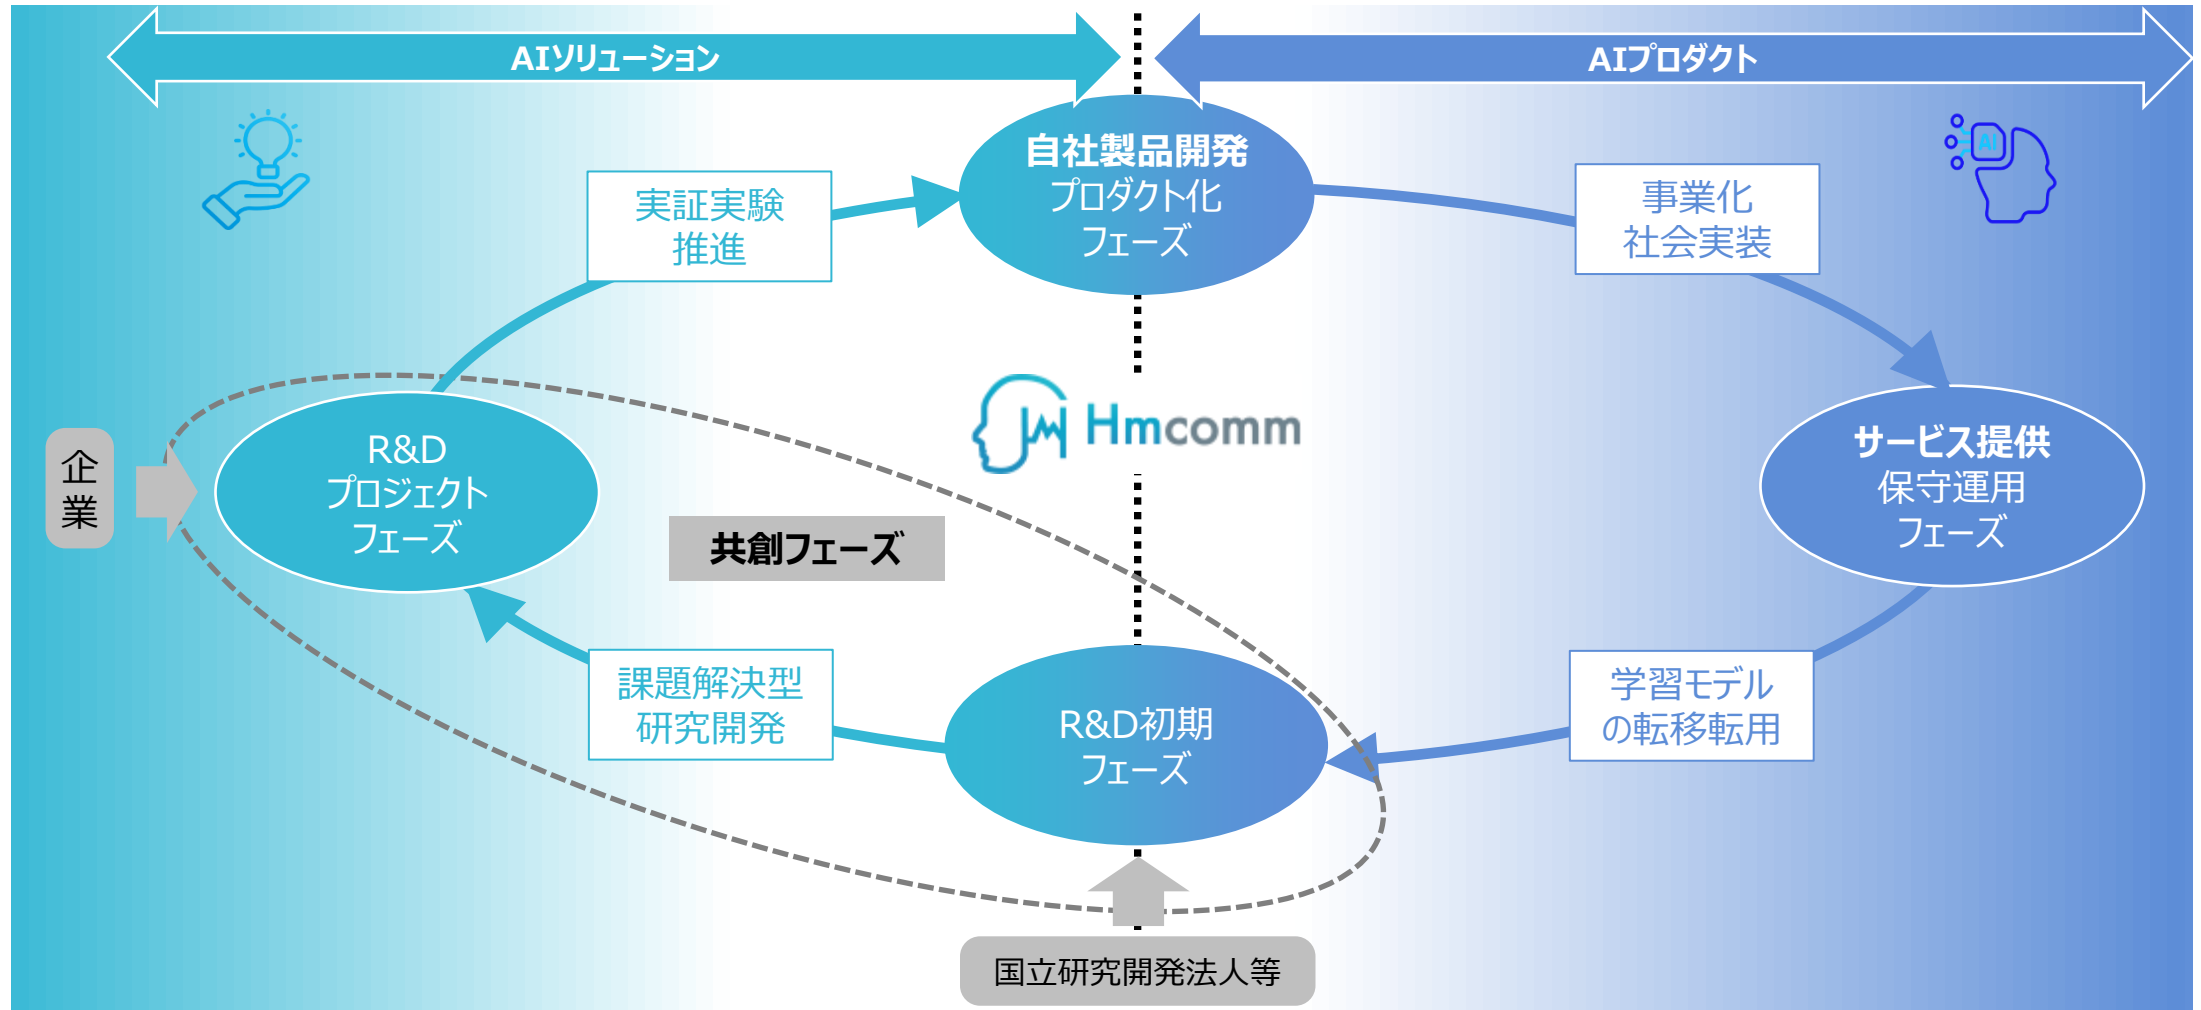 AIソリューション
AIプロダクト
自社製品開発
プロダクト化
フェーズ
AI
実証実験
推進
事業化
社会実装
Hmcomm
企
業
R&D
プロジェクト
フェーズ
サービス提供
保守運用
フェーズ
共創フェーズ
課題解決型
研究開発
R&D初期
フェーズ
学習モデル
の転移転用
国立研究開発法人等